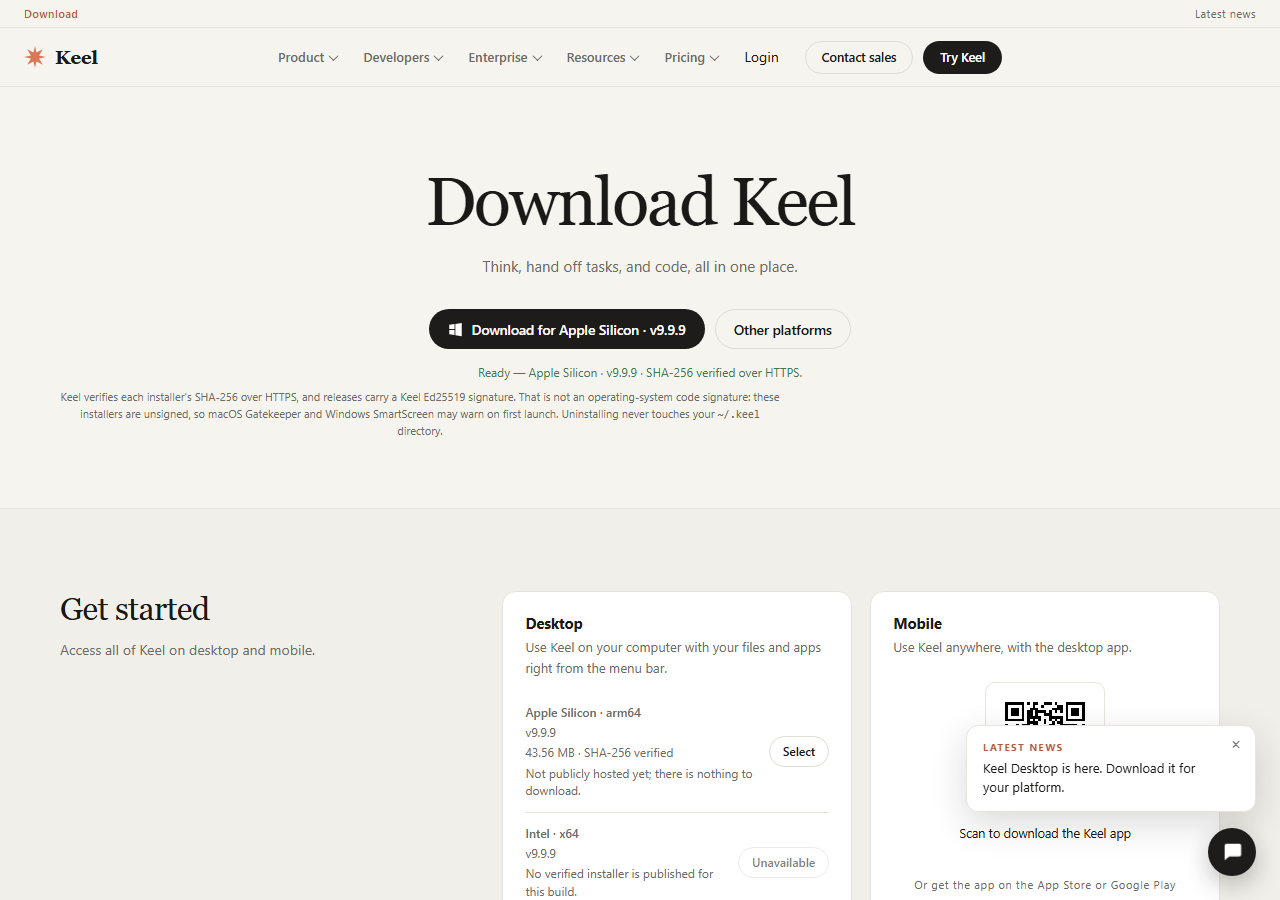 Download
Latest news
Keel
Product
Developers
Enterprise
Resources
Pricing
Login
Contact sales
Try Keel
Download Keel
Think, hand off tasks, and code, all in one place.
Download for Apple Silicon · v9.9.9
Other platforms
Ready — Apple Silicon · v9.9.9 · SHA-256 verified over HTTPS.
Keel verifies each installer's SHA-256 over HTTPS, and releases carry a Keel Ed25519 signature. That is not an operating-system code signature: these
installers are unsigned, so macOS Gatekeeper and Windows SmartScreen may warn on first launch. Uninstalling never touches your ~/.keel
directory.
Get started
Access all of Keel on desktop and mobile.
Desktop
Use Keel on your computer with your files and apps
right from the menu bar.
Apple Silicon · arm64
v9.9.9
43.56 MB · SHA-256 verified
Not publicly hosted yet; there is nothing to
download.
Select
Intel · x64
v9.9.9
No verified installer is published for
this build.
Unavailable
Mobile
Use Keel anywhere, with the desktop app.
LATEST NEWS
Keel Desktop is here. Download it for
your platform.
Scan to download the Keel app
Or get the app on the App Store or Google Play